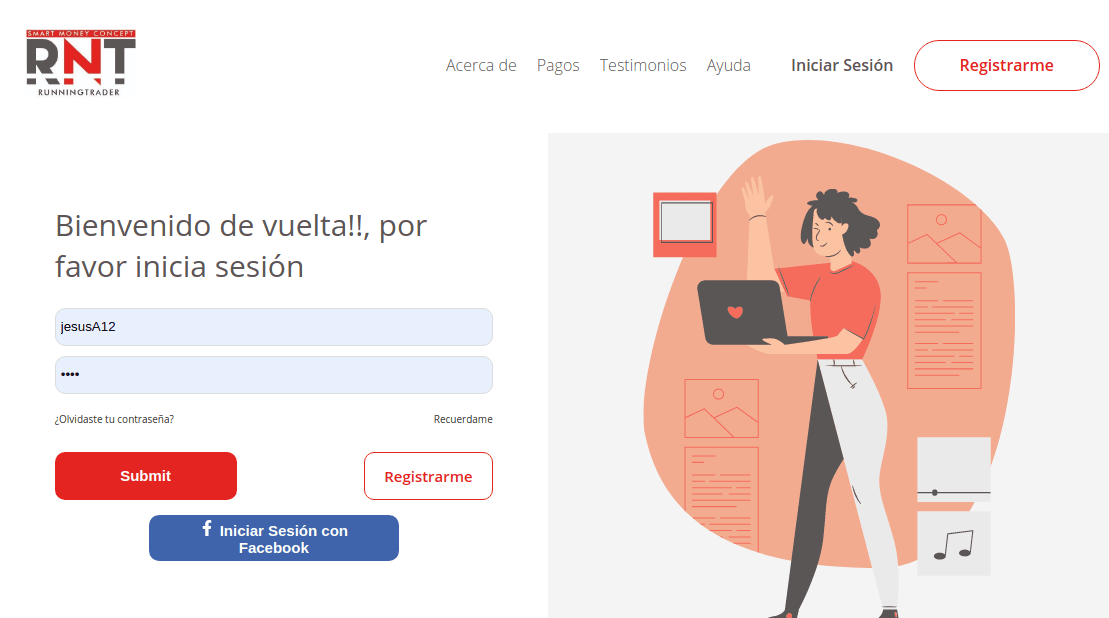 SMART MONEY CONCEPT
RNT
RUNNINGTRADER
Acerca de Pagos Testimonios Ayuda Iniciar Sesión Registrarme
Bienvenido de vuelta!!, por
favor inicia sesión
jesusA12
••••
¿Olvidaste tu contraseña? Recuerdame
Submit Registrarme
Iniciar Sesión con
Facebook